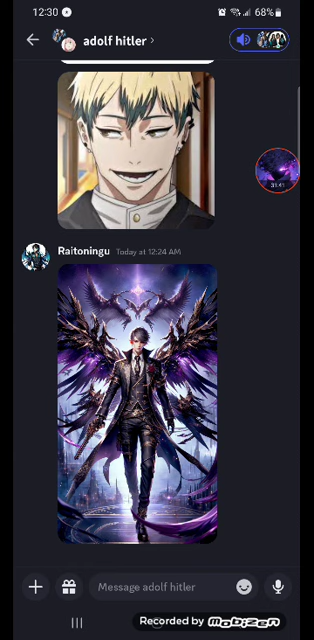 12:30
68%
adolf hitler
31:41
Raitoningu Today at 12:24 AM
Message adolf hitler
Recorded by Mobizen